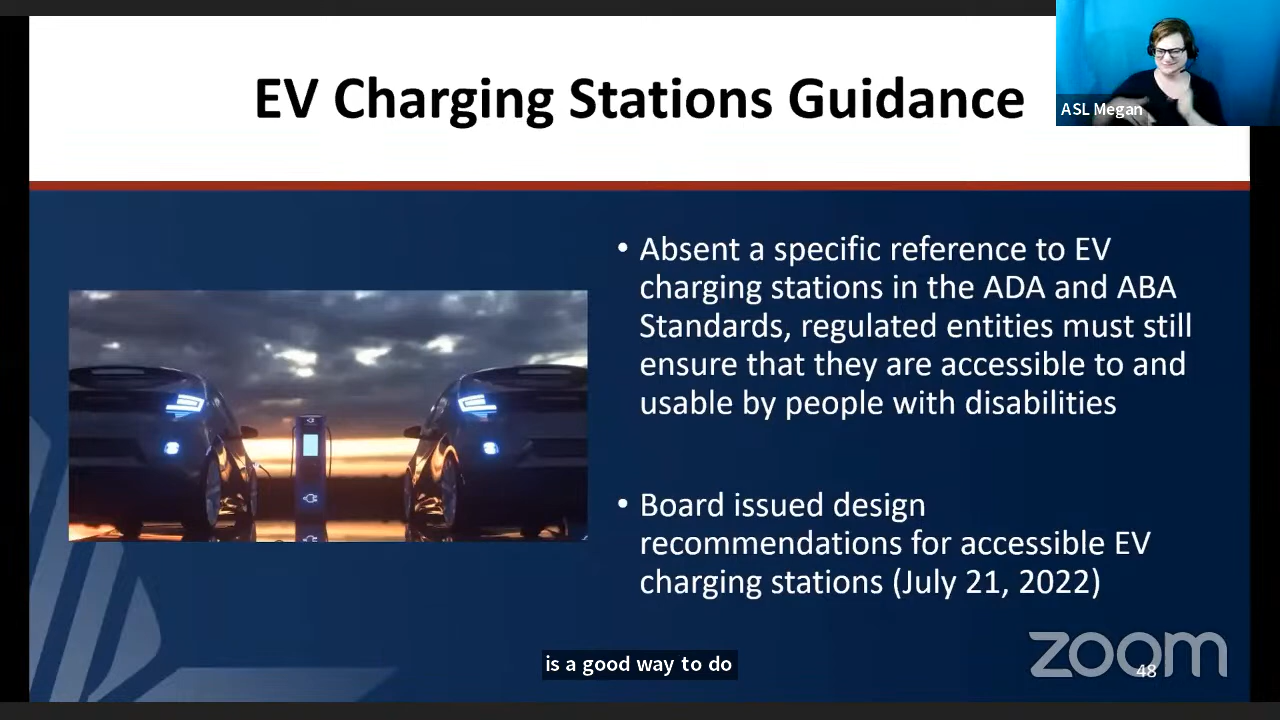 EV Charging Stations Guidance
ASL Megan
• Absent a specific reference to EV
charging stations in the ADA and ABA
Standards, regulated entities must still
ensure that they are accessible to and
usable by people with disabilities
• Board issued design
recommendations for accessible EV
charging stations (July 21, 2022)
is a good way to do
zoom
48